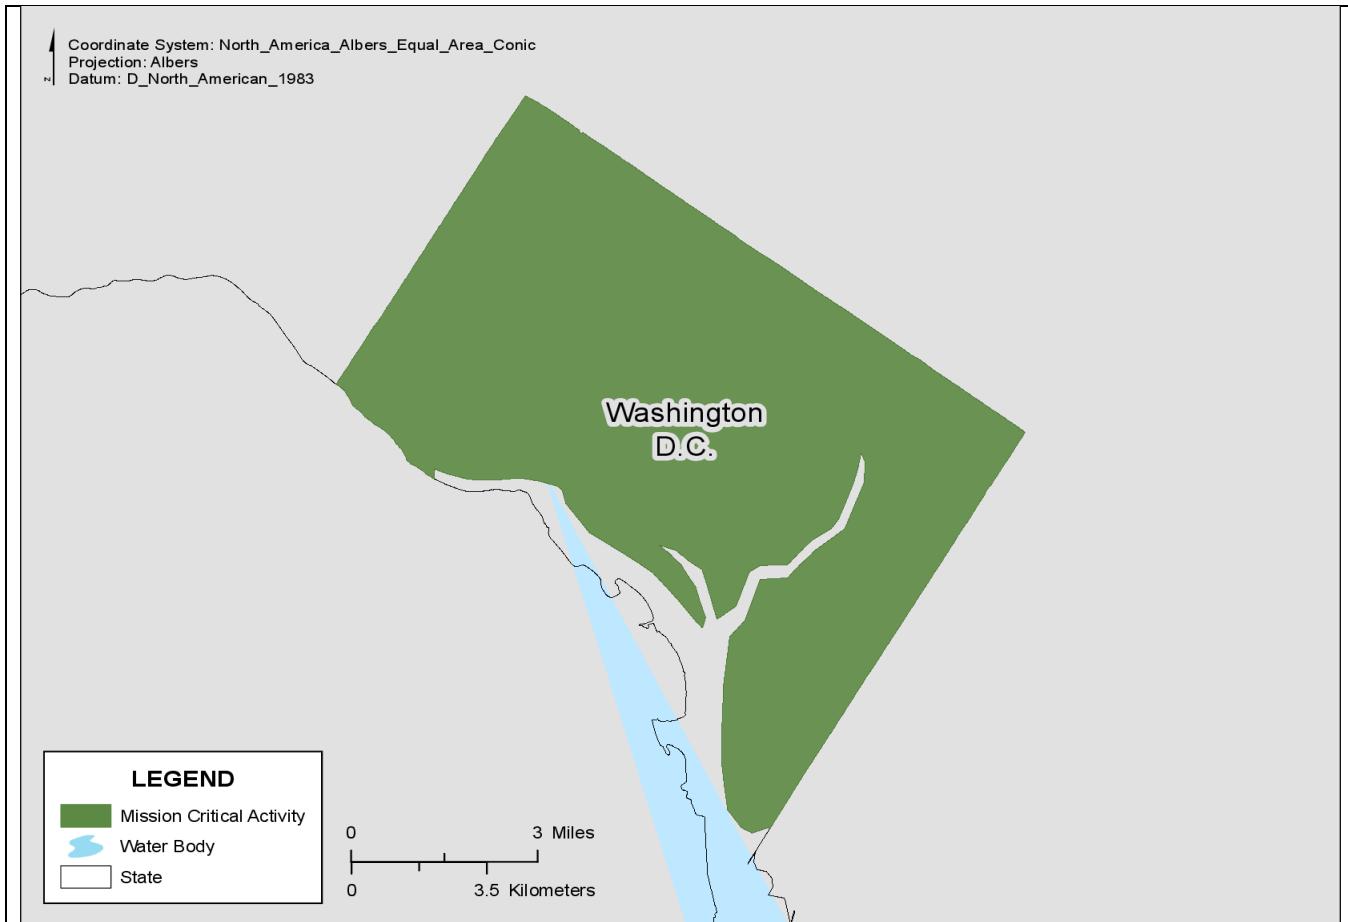 Coordinate System: North_America_Albers_Equal_Area_Conic
Projection: Albers
Datum: D_North_American_1983
N
Washington
D.C.
LEGEND
Mission Critical Activity
Water Body
State
0 3 Miles
0 3.5 Kilometers